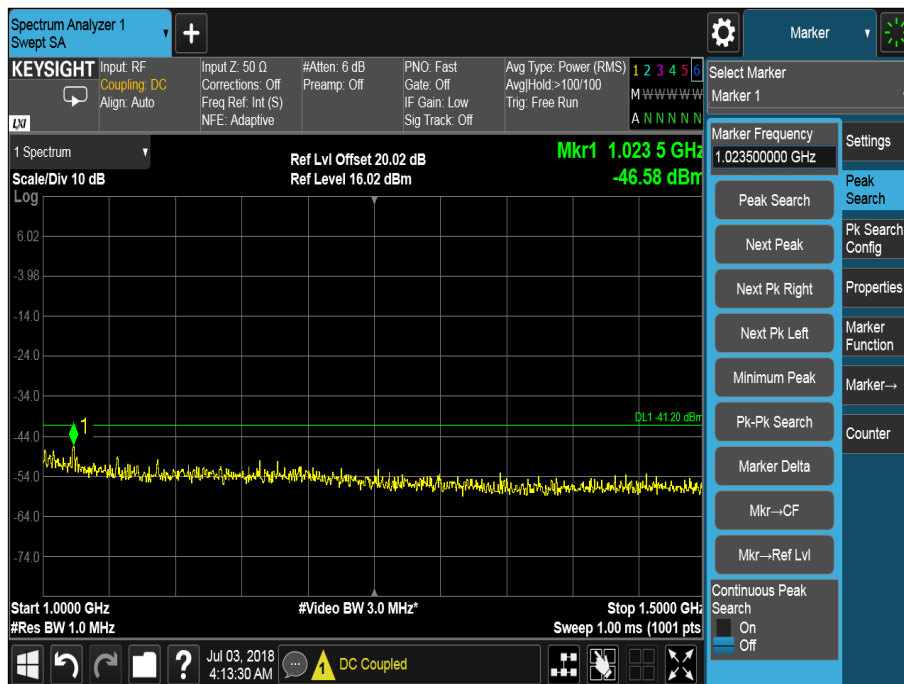 Spectrum Analyzer 1
Swept SA
Marker
KEYSIGHT
LXI
Input: RF
Coupling: DC
Align: Auto
Input Z: 50 Ω
Corrections: Off
Freq Ref: Int (S)
NFE: Adaptive
#Atten: 6 dB
Preamp: Off
PNO: Fast
Gate: Off
IF Gain: Low
Sig Track: Off
Avg Type: Power (RMS)
Avg|Hold:>100/100
Trig: Free Run
1 2 3 4 5 6
M W W W W W
A N N N N N
Select Marker
Marker 1
1 Spectrum
Scale/Div 10 dB
Log
Ref Lvl Offset 20.02 dB
Ref Level 16.02 dBm
Mkr1 1.023 5 GHz
-46.58 dBm
6.02
-3.98
-14.0
-24.0
-34.0
-44.0
-54.0
-64.0
-74.0
1
DL1 -41.20 dBm
Start 1.0000 GHz
#Res BW 1.0 MHz
#Video BW 3.0 MHz*
Stop 1.5000 GHz
Sweep 1.00 ms (1001 pts
Marker Frequency
1.023500000 GHz
Peak Search
Next Peak
Next Pk Right
Next Pk Left
Minimum Peak
Pk-Pk Search
Marker Delta
Mkr→CF
Mkr→Ref Lvl
Continuous Peak
Search
On
Off
Settings
Peak
Search
Pk Search
Config
Properties
Marker
Function
Marker→
Counter
?
Jul 03, 2018
4:13:30 AM
1
DC Coupled